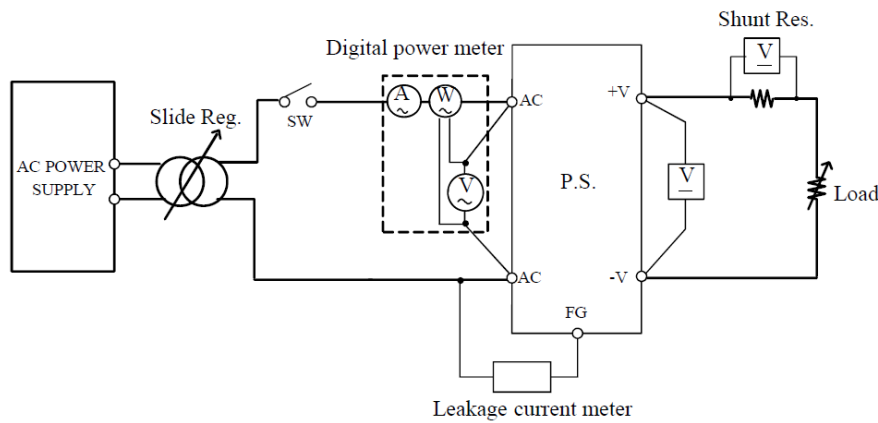 Shunt Res.
V
Digital power meter
A
W
AC
+V
SW
Slide Reg.
AC POWER
SUPPLY
V
P.S.
V
Load
AC
-V
FG
Leakage current meter